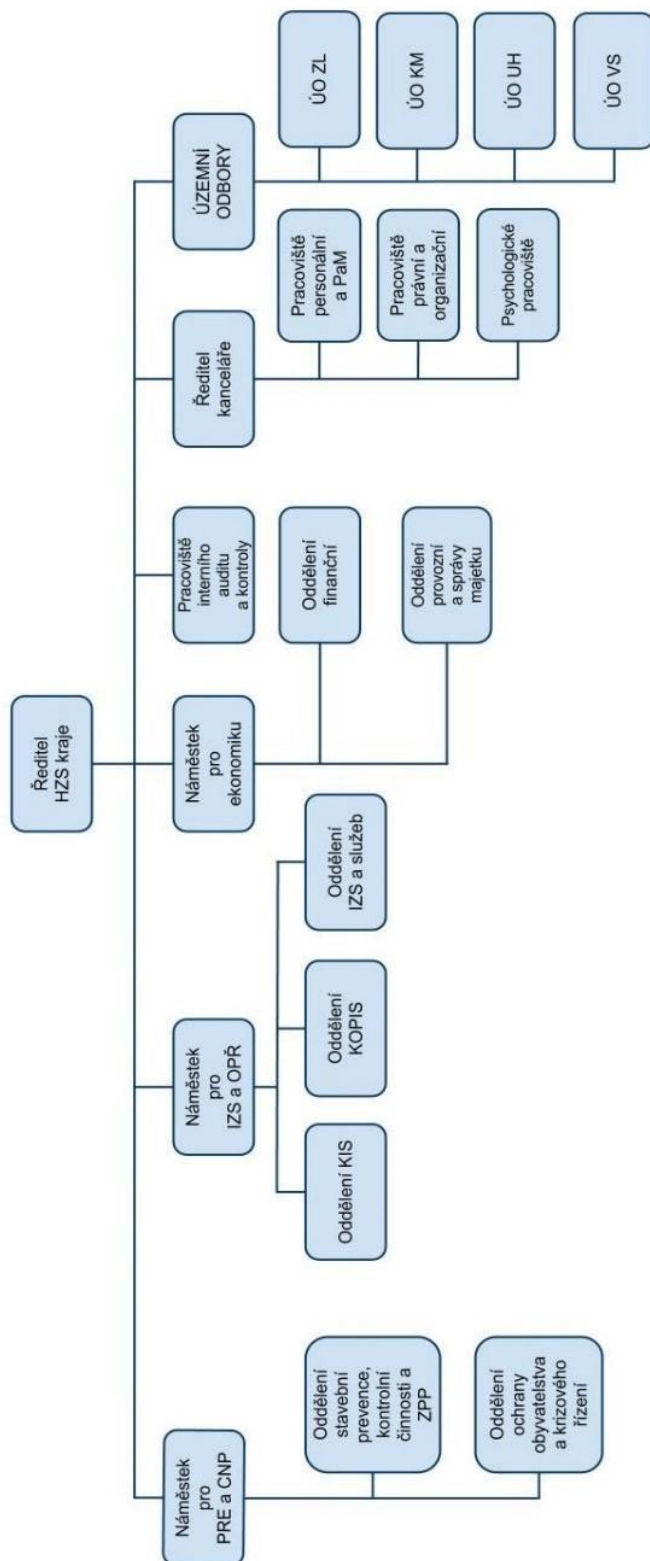 Ředitel
HZS kraje
Náměstek
pro
PRE a CNP
Náměstek
pro
IZS a OPŘ
Náměstek
pro
ekonomiku
Pracoviště
interního
auditu
a kontroly
Ředitel
kanceláře
ÚZEMNÍ
ODBORY
Oddělení
stavební
prevence,
kontrolní
činnosti a
ZPP
Oddělení
ochrany
obyvatelstva
a krizového
řízení
Oddělení KIS
Oddělení
KOPIS
Oddělení
IZS a služeb
Oddělení
finanční
Oddělení
provozní
a správy
majetku
Pracoviště
personální
a PaM
Pracoviště
právní a
organizační
Psychologické
pracoviště
ÚO ZL
ÚO KM
ÚO UH
ÚO VS